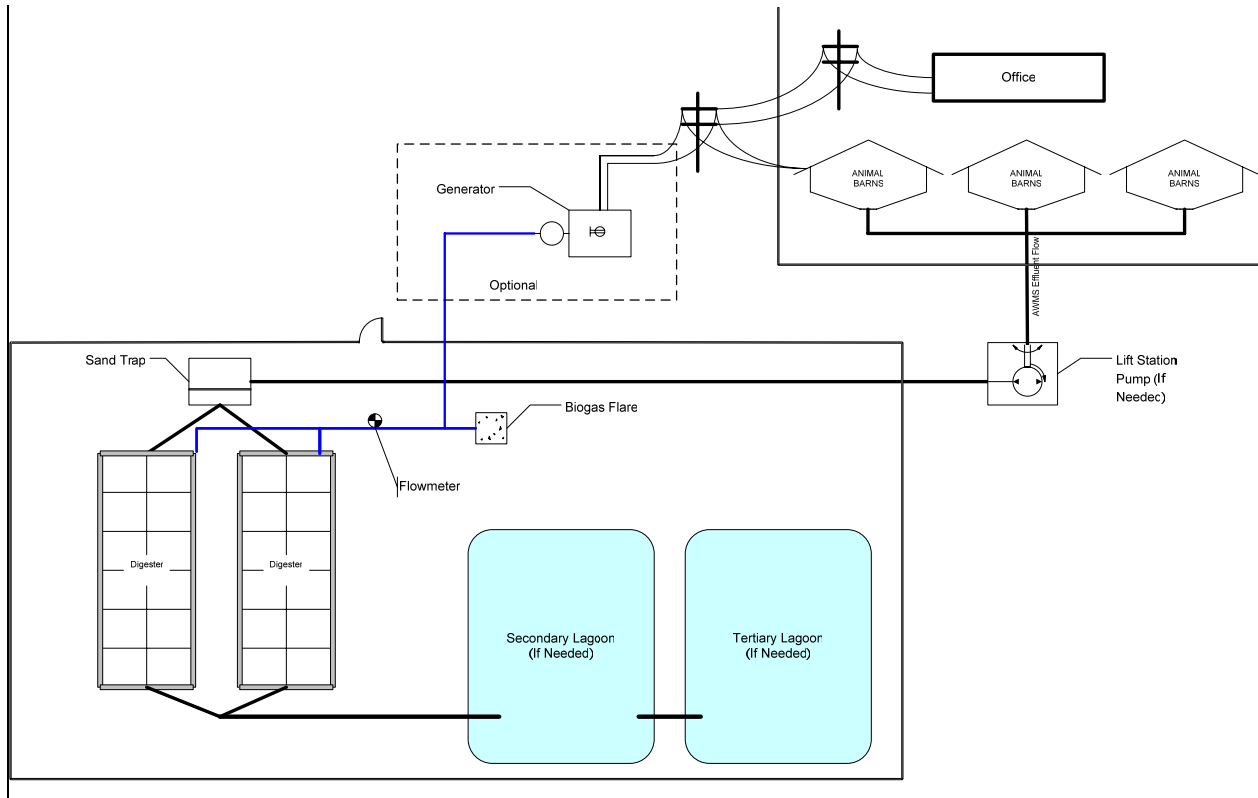 Office
ANIMAL
BARNS
ANIMAL
BARNS
ANIMAL
BARNS
Generator
Optional
AWMS Effluent Flow
Sand Trap
Lift Station
Pump (If
Needec)
Biogas Flare
Flowmeter
Digester
Digester
Secondary Lagoon
(If Needed)
Tertiary Lagoon
(If Needed)